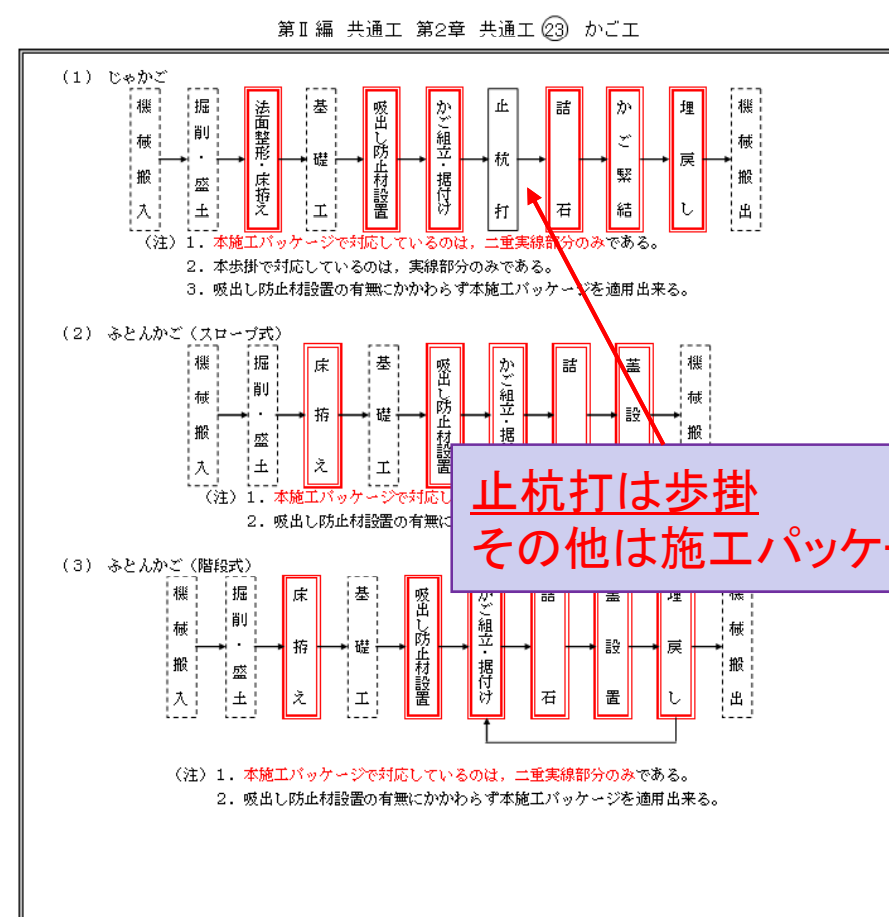 第Ⅱ編 共通工 第2章 共通工㉓ かご工
(1) じゃかご
機械搬入
掘削・盛土
法面整形・床拵え
基礎工
吸出し防止材設置
かご組立・据付け
止杭打
詰石
かご緊結
埋戻し
機械搬出
(注) 1. 本施工パッケージで対応しているのは,二重実線部分のみである。
2. 本歩掛で対応しているのは,実線部分のみである。
3. 吸出し防止材設置の有無にかかわらず本施工パッケージを適用出来る。
(2) ふとんかご(スロープ式)
機械搬入
掘削・盛土
床拵え
基礎工
吸出し防止材設置
かご組立・据
詰
蓋設
機械搬
(注) 1. 本施工パッケージで対応し
2. 吸出し防止材設置の有無に
止杭打は歩掛
その他は施工パッケー
(3) ふとんかご(階段式)
機械搬入
掘削・盛土
床拵え
基礎工
吸出し防止材設置
かご組立・据付け
詰石
蓋設置
埋戻し
機械搬出
(注) 1. 本施工パッケージで対応しているのは,二重実線部分のみである。
2. 吸出し防止材設置の有無にかかわらず本施工パッケージを適用出来る。